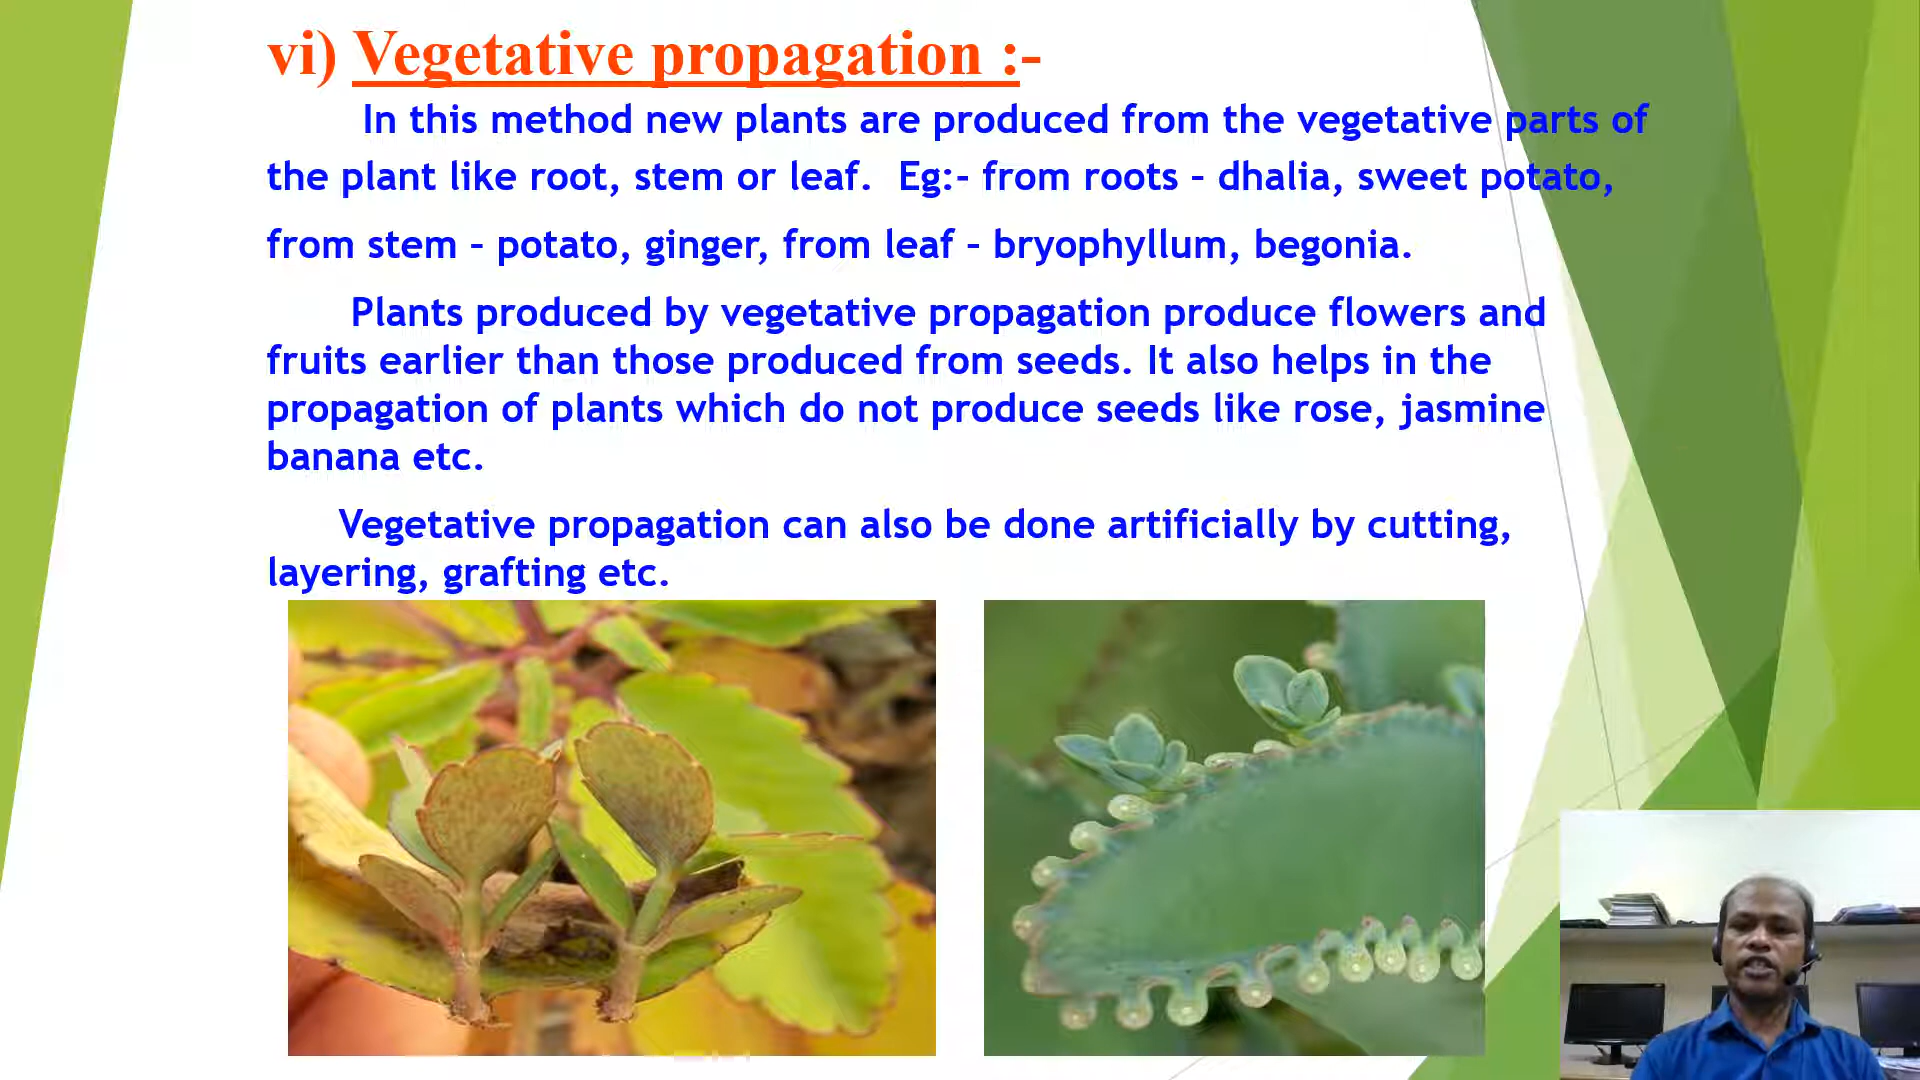 vi) Vegetative propagation :-
In this method new plants are produced from the vegetative parts of
the plant like root, stem or leaf. Eg:- from roots – dhalia, sweet potato,
from stem – potato, ginger, from leaf – bryophyllum, begonia.
Plants produced by vegetative propagation produce flowers and
fruits earlier than those produced from seeds. It also helps in the
propagation of plants which do not produce seeds like rose, jasmine
banana etc.
Vegetative propagation can also be done artificially by cutting,
layering, grafting etc.